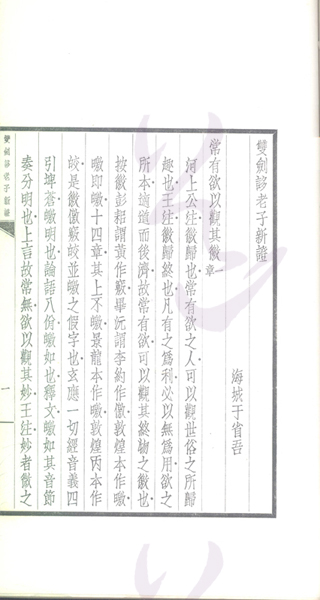 雙劍誃老子新證
海城于省吾
常有欲以觀其徼一章
河上公注徼歸也常有欲之人可以觀世俗之所歸
趣也王注徼歸終也凡有之為利必以無為用欲之
所本適道而後濟故常有欲可以觀其終物之徼也
按徼彭耜謂黃作竅畢沅謂李約作僥敦煌本作曒
曒即皦十四章其上不皦景龍本作曒敦煌丙本作
皎是徼僥竅皎並皦之假字也玄應一切經音義四
引埤蒼皦明也論語八佾皦如也釋文皦如其音節
奏分明也上言故常無欲以觀其妙王注妙者微之
雙劍誃老子新證
一